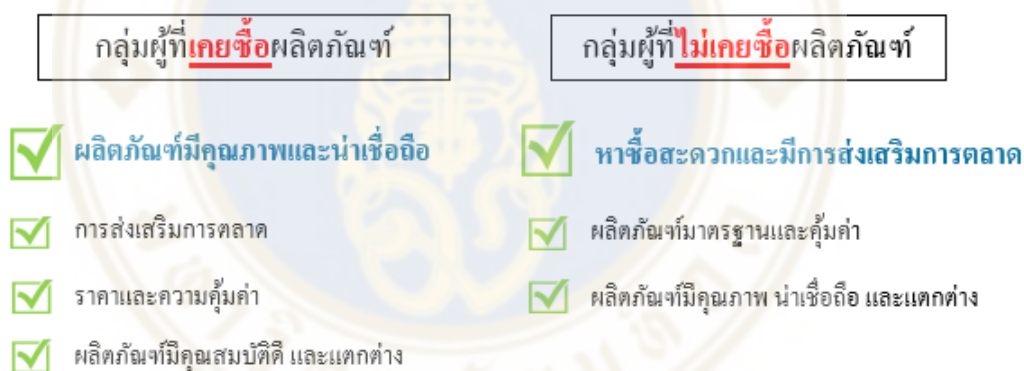 กลุ่มผู้ที่เคยซื้อผลิตภัณฑ์
ผลิตภัณฑ์มีคุณภาพและน่าเชื่อถือ
การส่งเสริมการตลาด
ราคาและความคุ้มค่า
ผลิตภัณฑ์มีคุณสมบัติดี และแตกต่าง
กลุ่มผู้ที่ไม่เคยซื้อผลิตภัณฑ์
หาซื้อสะดวกและมีการส่งเสริมการตลาด
ผลิตภัณฑ์มาตรฐานและคุ้มค่า
ผลิตภัณฑ์มีคุณภาพ น่าเชื่อถือ และแตกต่าง